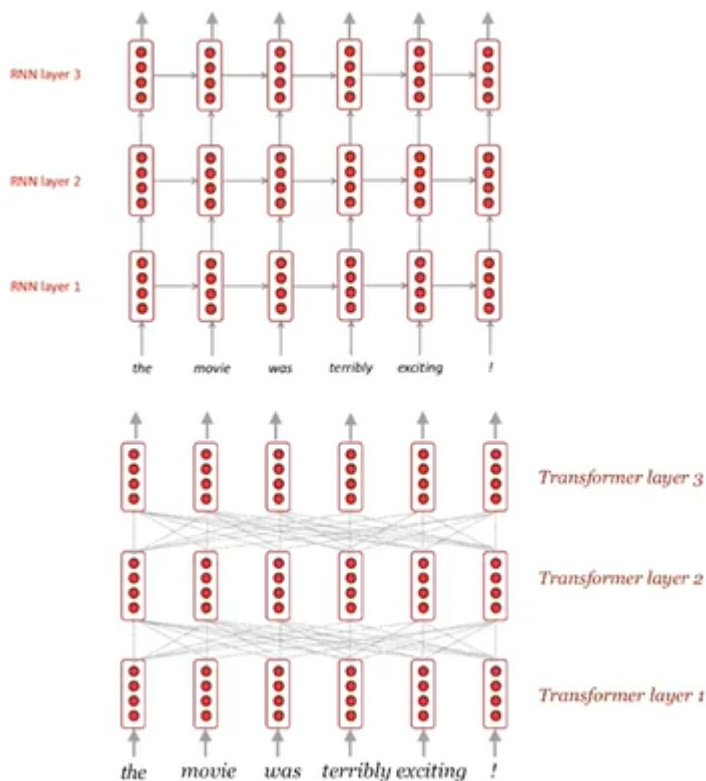 RNN layer 3
RNN layer 2
RNN layer 1
the movie was terribly exciting !
Transformer layer 3
Transformer layer 2
Transformer layer 1
the movie was terribly exciting !